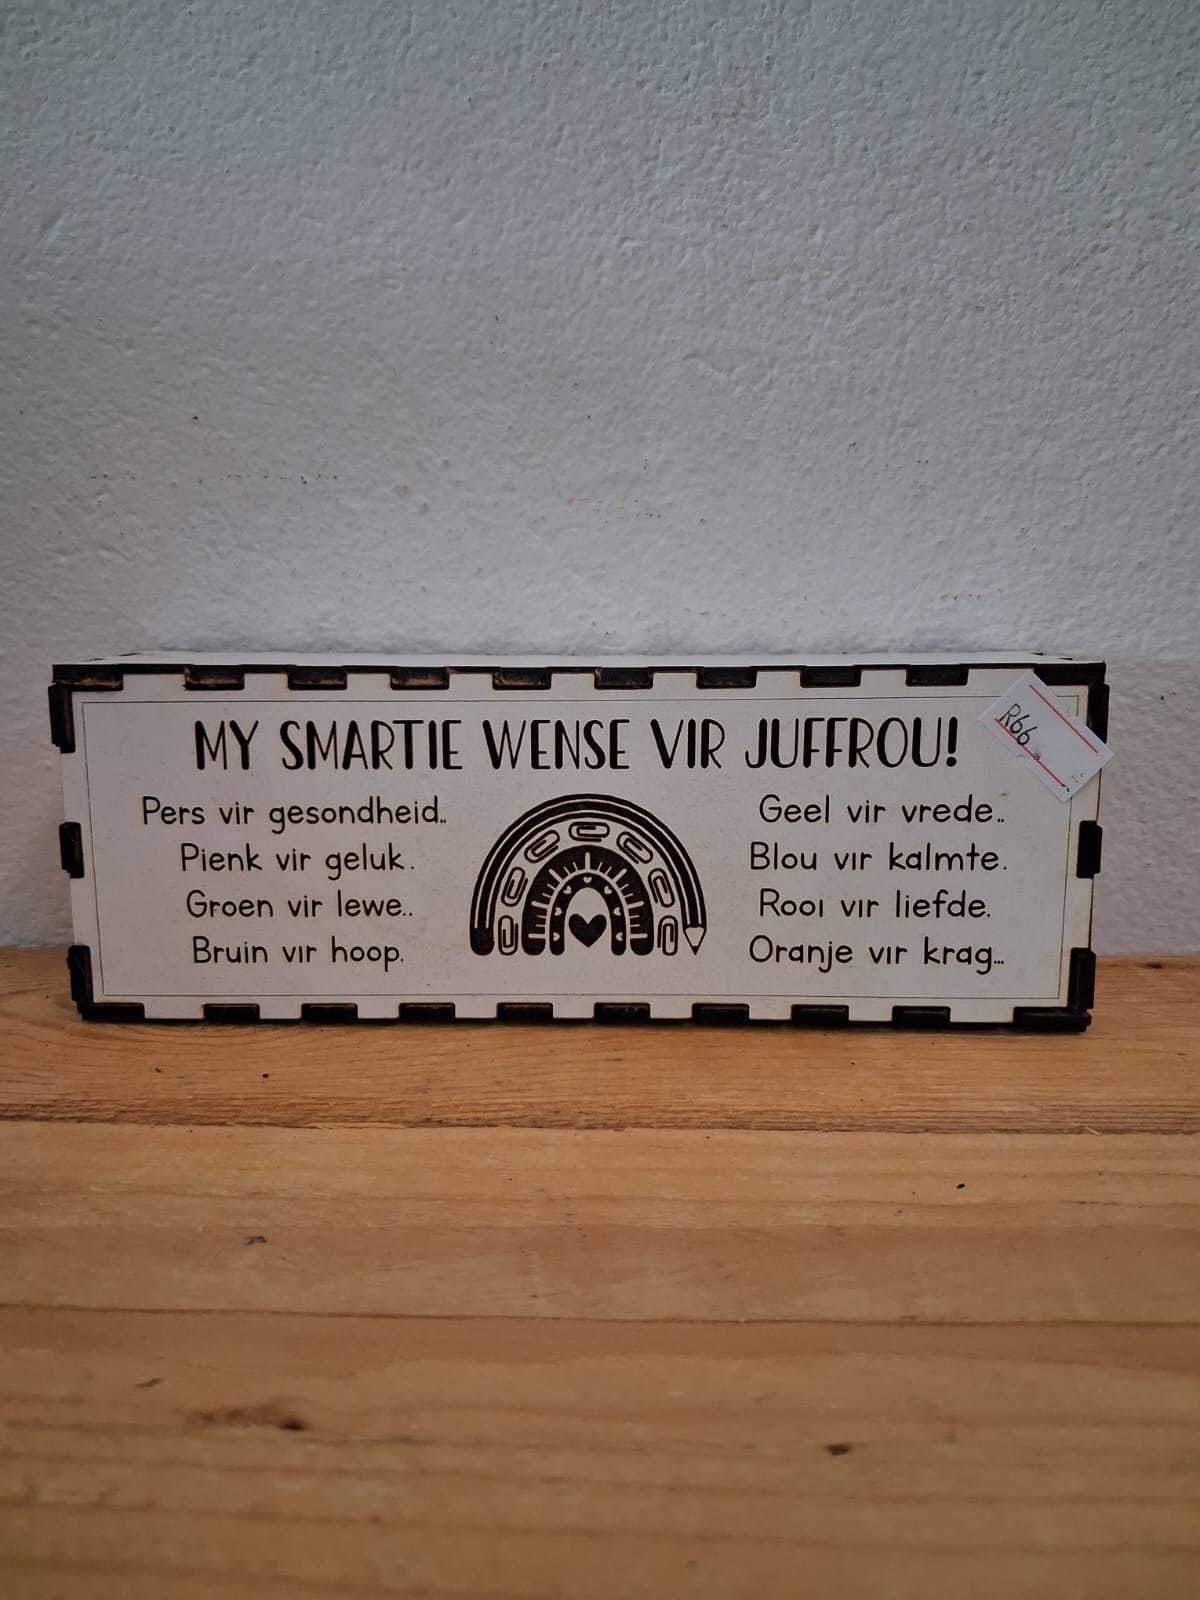 MY SMARTIE WENSE VIR JUFFROU!
R66
Pers vir gesondheid..
Pienk vir geluk.
Groen vir lewe..
Bruin vir hoop.
Geel vir vrede..
Blou vir kalmte.
Rooi vir liefde.
Oranje vir krag...